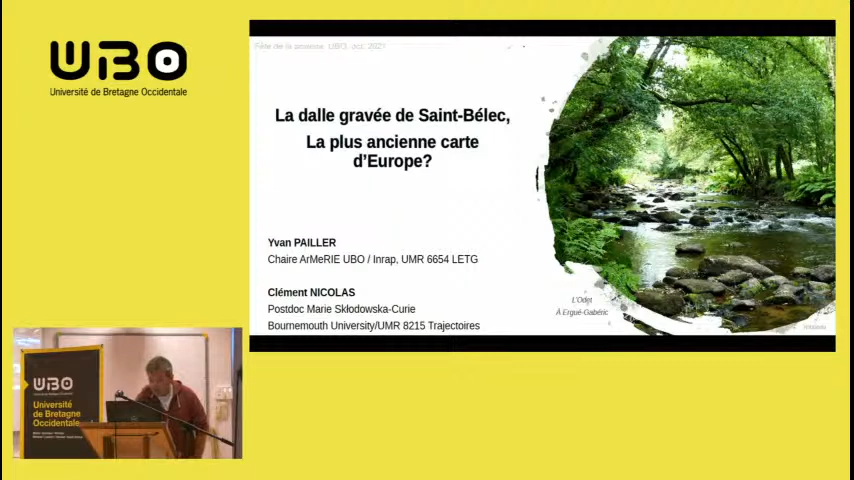 UBO
Université de Bretagne Occidentale
Fête de la science, UBO, oct. 2021
La dalle gravée de Saint-Bélec,
La plus ancienne carte
d'Europe?
Yvan PAILLER
Chaire ArMeRIE UBO / Inrap, UMR 6654 LETG
Clément NICOLAS
Postdoc Marie Skłodowska-Curie
Bournemouth University/UMR 8215 Trajectoires
L'Odet
À Ergué-Gabéric
UBO
Université
de Bretagne
Occidentale